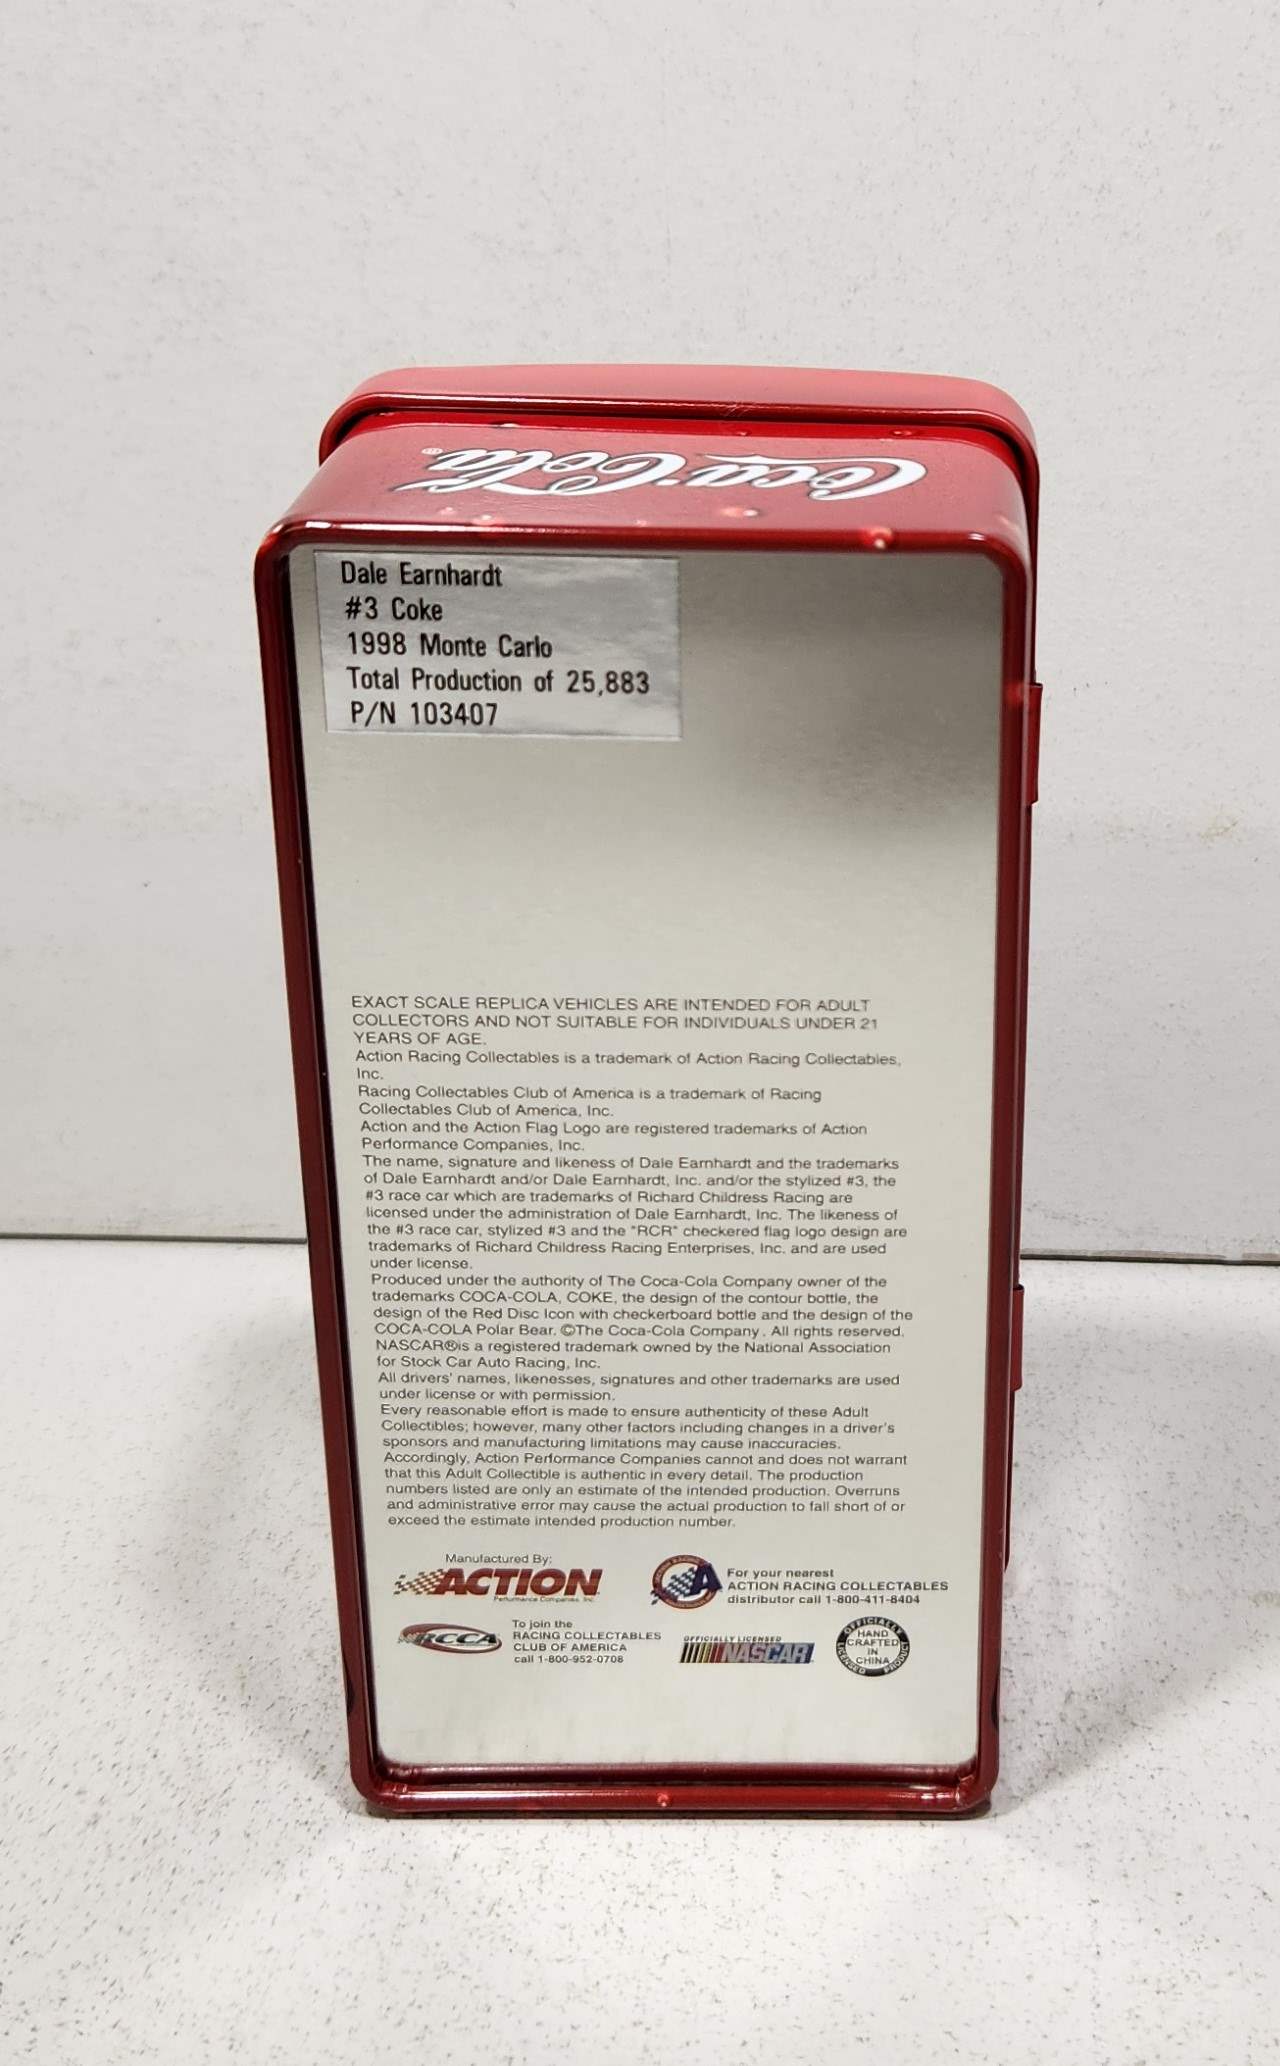 Coca-Cola®
Dale Earnhardt
#3 Coke
1998 Monte Carlo
Total Production of 25,883
P/N 103407
EXACT SCALE REPLICA VEHICLES ARE INTENDED FOR ADULT
COLLECTORS AND NOT SUITABLE FOR INDIVIDUALS UNDER 21
YEARS OF AGE.
Action Racing Collectables is a trademark of Action Racing Collectables,
Inc.
Racing Collectables Club of America is a trademark of Racing
Collectables Club of America, Inc.
Action and the Action Flag Logo are registered trademarks of Action
Performance Companies, Inc.
The name, signature and likeness of Dale Earnhardt and the trademarks
of Dale Earnhardt and/or Dale Earnhardt, Inc. and/or the stylized #3, the
#3 race car which are trademarks of Richard Childress Racing are
licensed under the administration of Dale Earnhardt, Inc. The likeness of
the #3 race car, stylized #3 and the "RCR" checkered flag logo design are
trademarks of Richard Childress Racing Enterprises, Inc. and are used
under license.
Produced under the authority of The Coca-Cola Company owner of the
trademarks COCA-COLA, COKE, the design of the contour bottle, the
design of the Red Disc Icon with checkerboard bottle and the design of the
COCA-COLA Polar Bear. ©The Coca-Cola Company. All rights reserved.
NASCAR®is a registered trademark owned by the National Association
for Stock Car Auto Racing, Inc.
All drivers' names, likenesses, signatures and other trademarks are used
under license or with permission.
Every reasonable effort is made to ensure authenticity of these Adult
Collectibles; however, many other factors including changes in a driver's
sponsors and manufacturing limitations may cause inaccuracies.
Accordingly, Action Performance Companies cannot and does not warrant
that this Adult Collectible is authentic in every detail. The production
numbers listed are only an estimate of the intended production. Overruns
and administrative error may cause the actual production to fall short of or
exceed the estimate intended production number.
Manufactured By:
ACTION
Performance Companies, Inc.
A
For your nearest
ACTION RACING COLLECTABLES
distributor call 1-800-411-8404
RCCA
To join the
RACING COLLECTABLES
CLUB OF AMERICA
call 1-800-952-0708
OFFICIALLY LICENSED
NASCAR
OFFICIALLY
HAND
CRAFTED
IN
CHINA
LICENSED PRODUCT